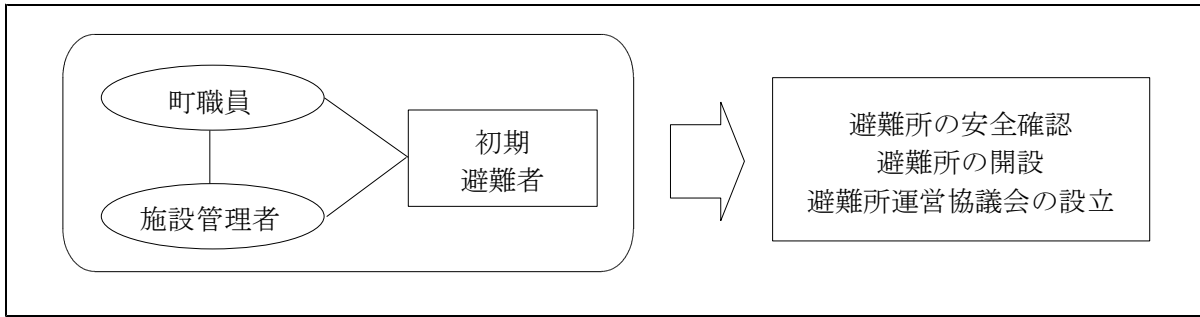 町職員
施設管理者
初期
避難者
避難所の安全確認
避難所の開設
避難所運営協議会の設立